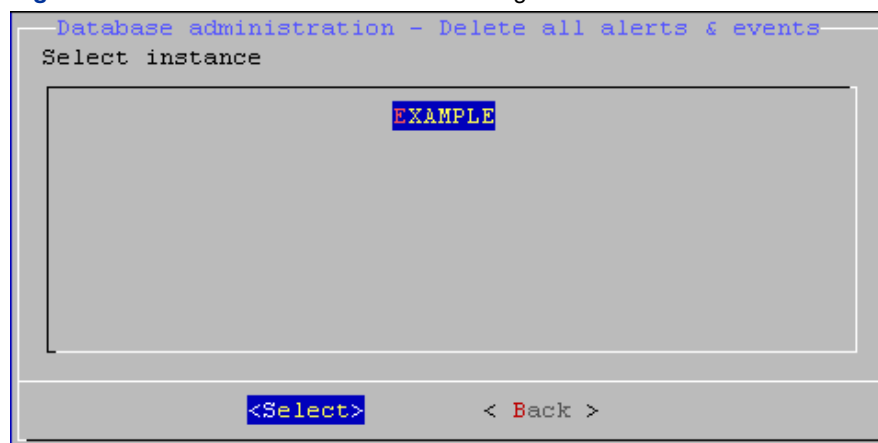 Database administration - Delete all alerts & events
Select instance
EXAMPLE
<Select> < Back >